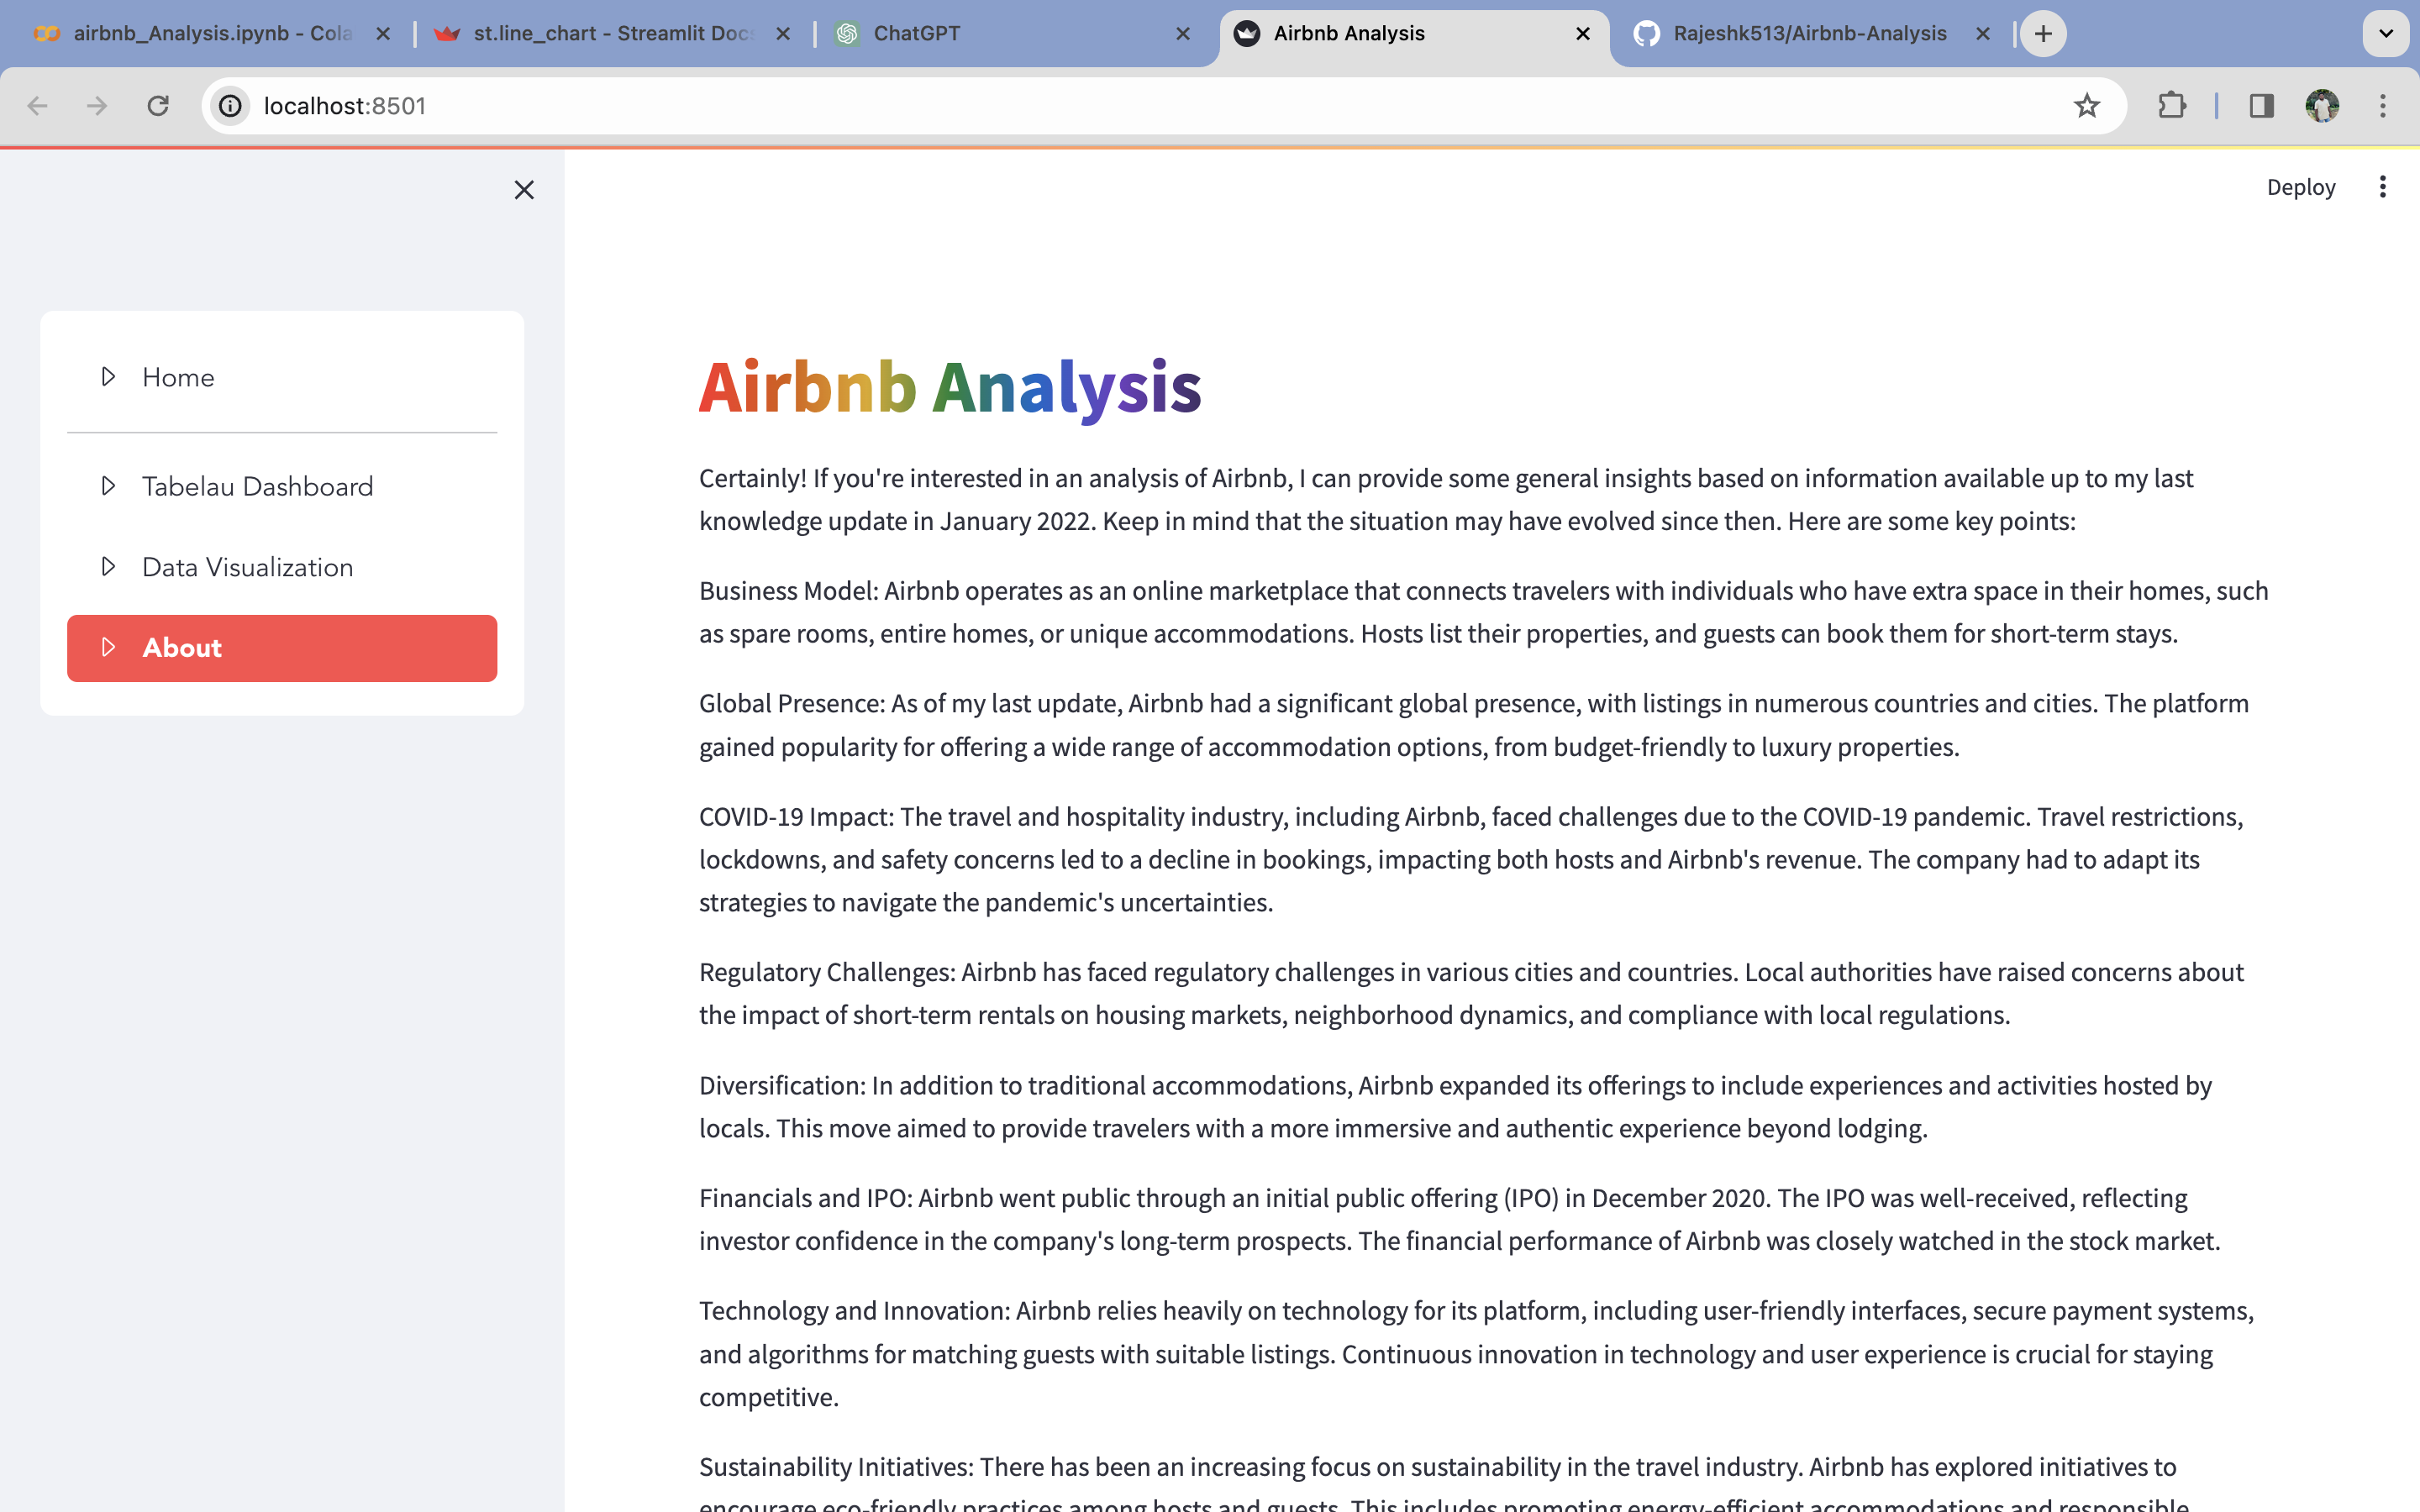 airbnb_Analysis.ipynb - Cola
st.line_chart - Streamlit Docs
ChatGPT
Airbnb Analysis
Rajeshk513/Airbnb-Analysis
localhost:8501
Deploy
Home
Tabelau Dashboard
Data Visualization
About
Airbnb Analysis
Certainly! If you're interested in an analysis of Airbnb, I can provide some general insights based on information available up to my last
knowledge update in January 2022. Keep in mind that the situation may have evolved since then. Here are some key points:
Business Model: Airbnb operates as an online marketplace that connects travelers with individuals who have extra space in their homes, such
as spare rooms, entire homes, or unique accommodations. Hosts list their properties, and guests can book them for short-term stays.
Global Presence: As of my last update, Airbnb had a significant global presence, with listings in numerous countries and cities. The platform
gained popularity for offering a wide range of accommodation options, from budget-friendly to luxury properties.
COVID-19 Impact: The travel and hospitality industry, including Airbnb, faced challenges due to the COVID-19 pandemic. Travel restrictions,
lockdowns, and safety concerns led to a decline in bookings, impacting both hosts and Airbnb's revenue. The company had to adapt its
strategies to navigate the pandemic's uncertainties.
Regulatory Challenges: Airbnb has faced regulatory challenges in various cities and countries. Local authorities have raised concerns about
the impact of short-term rentals on housing markets, neighborhood dynamics, and compliance with local regulations.
Diversification: In addition to traditional accommodations, Airbnb expanded its offerings to include experiences and activities hosted by
locals. This move aimed to provide travelers with a more immersive and authentic experience beyond lodging.
Financials and IPO: Airbnb went public through an initial public offering (IPO) in December 2020. The IPO was well-received, reflecting
investor confidence in the company's long-term prospects. The financial performance of Airbnb was closely watched in the stock market.
Technology and Innovation: Airbnb relies heavily on technology for its platform, including user-friendly interfaces, secure payment systems,
and algorithms for matching guests with suitable listings. Continuous innovation in technology and user experience is crucial for staying
competitive.
Sustainability Initiatives: There has been an increasing focus on sustainability in the travel industry. Airbnb has explored initiatives to
encourage eco-friendly practices among hosts and guests. This includes promoting energy-efficient accommodations and responsible